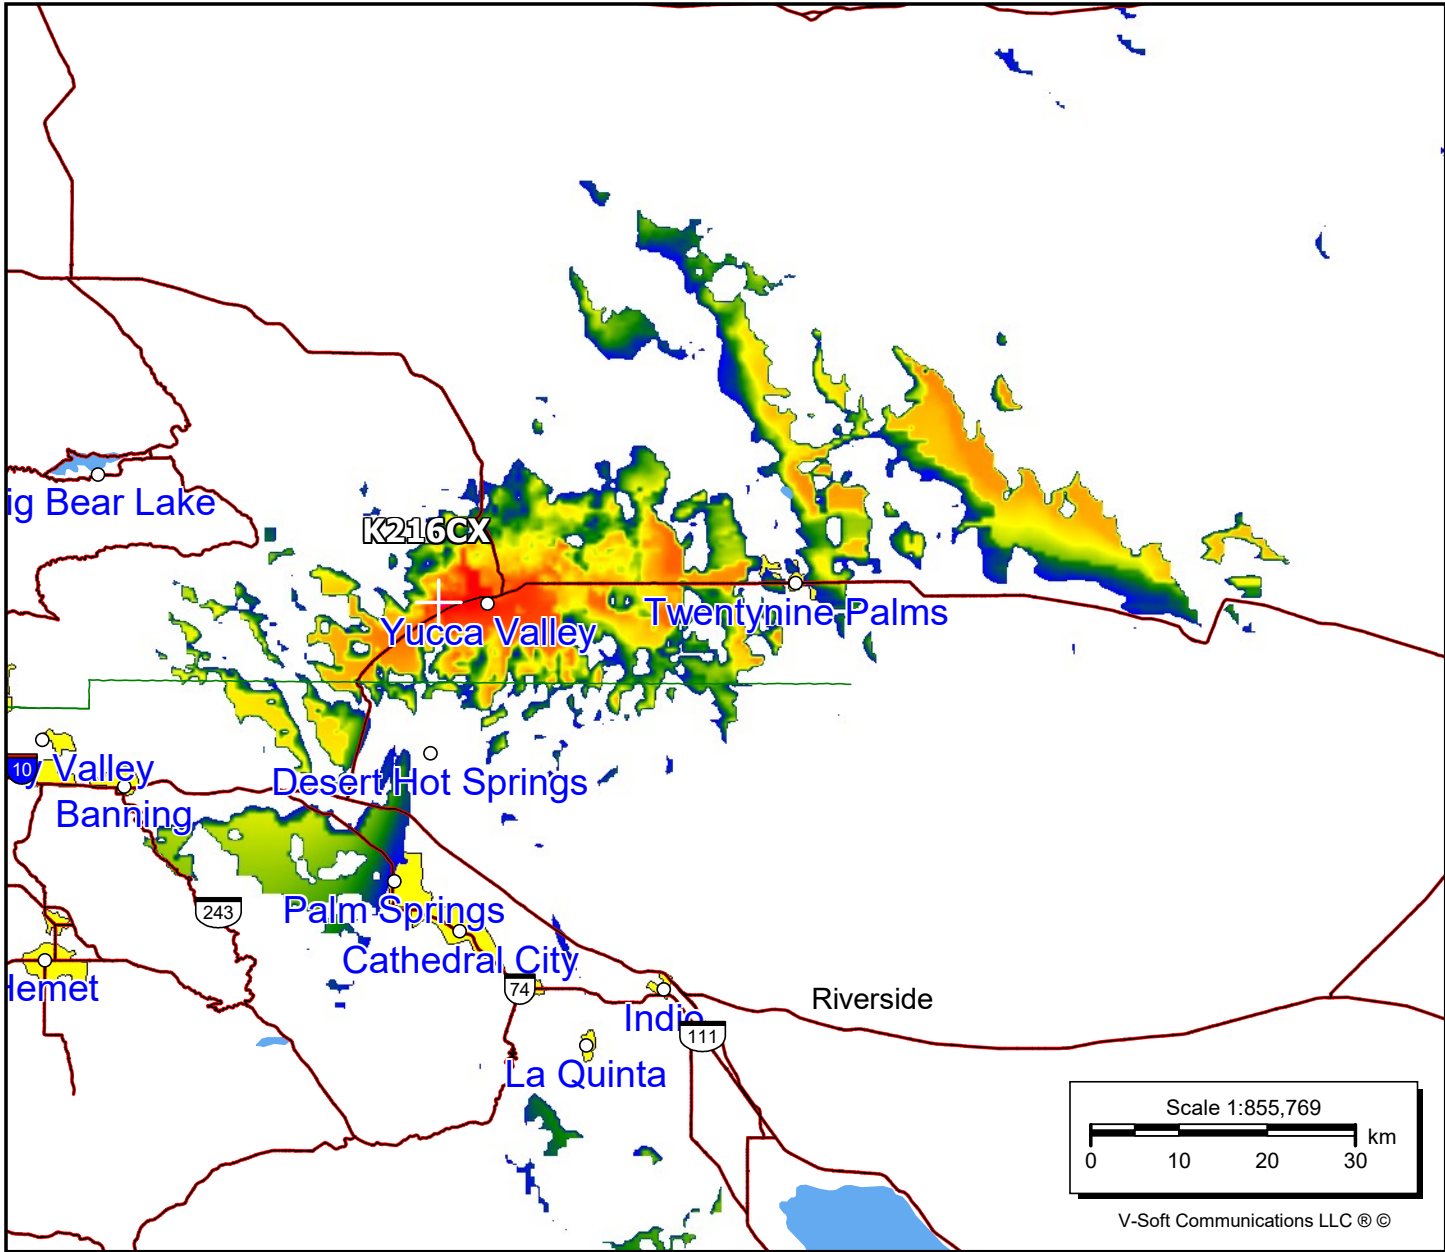 ig Bear Lake
K216CX
Twentynine Palms
Yucca Valley
10
y Valley
Desert Hot Springs
Banning
243
Palm Springs
Cathedral City
Hemet
74
Riverside
Indio
111
La Quinta
Scale 1:855,769
km
0 10 20 30
V-Soft Communications LLC ® ©